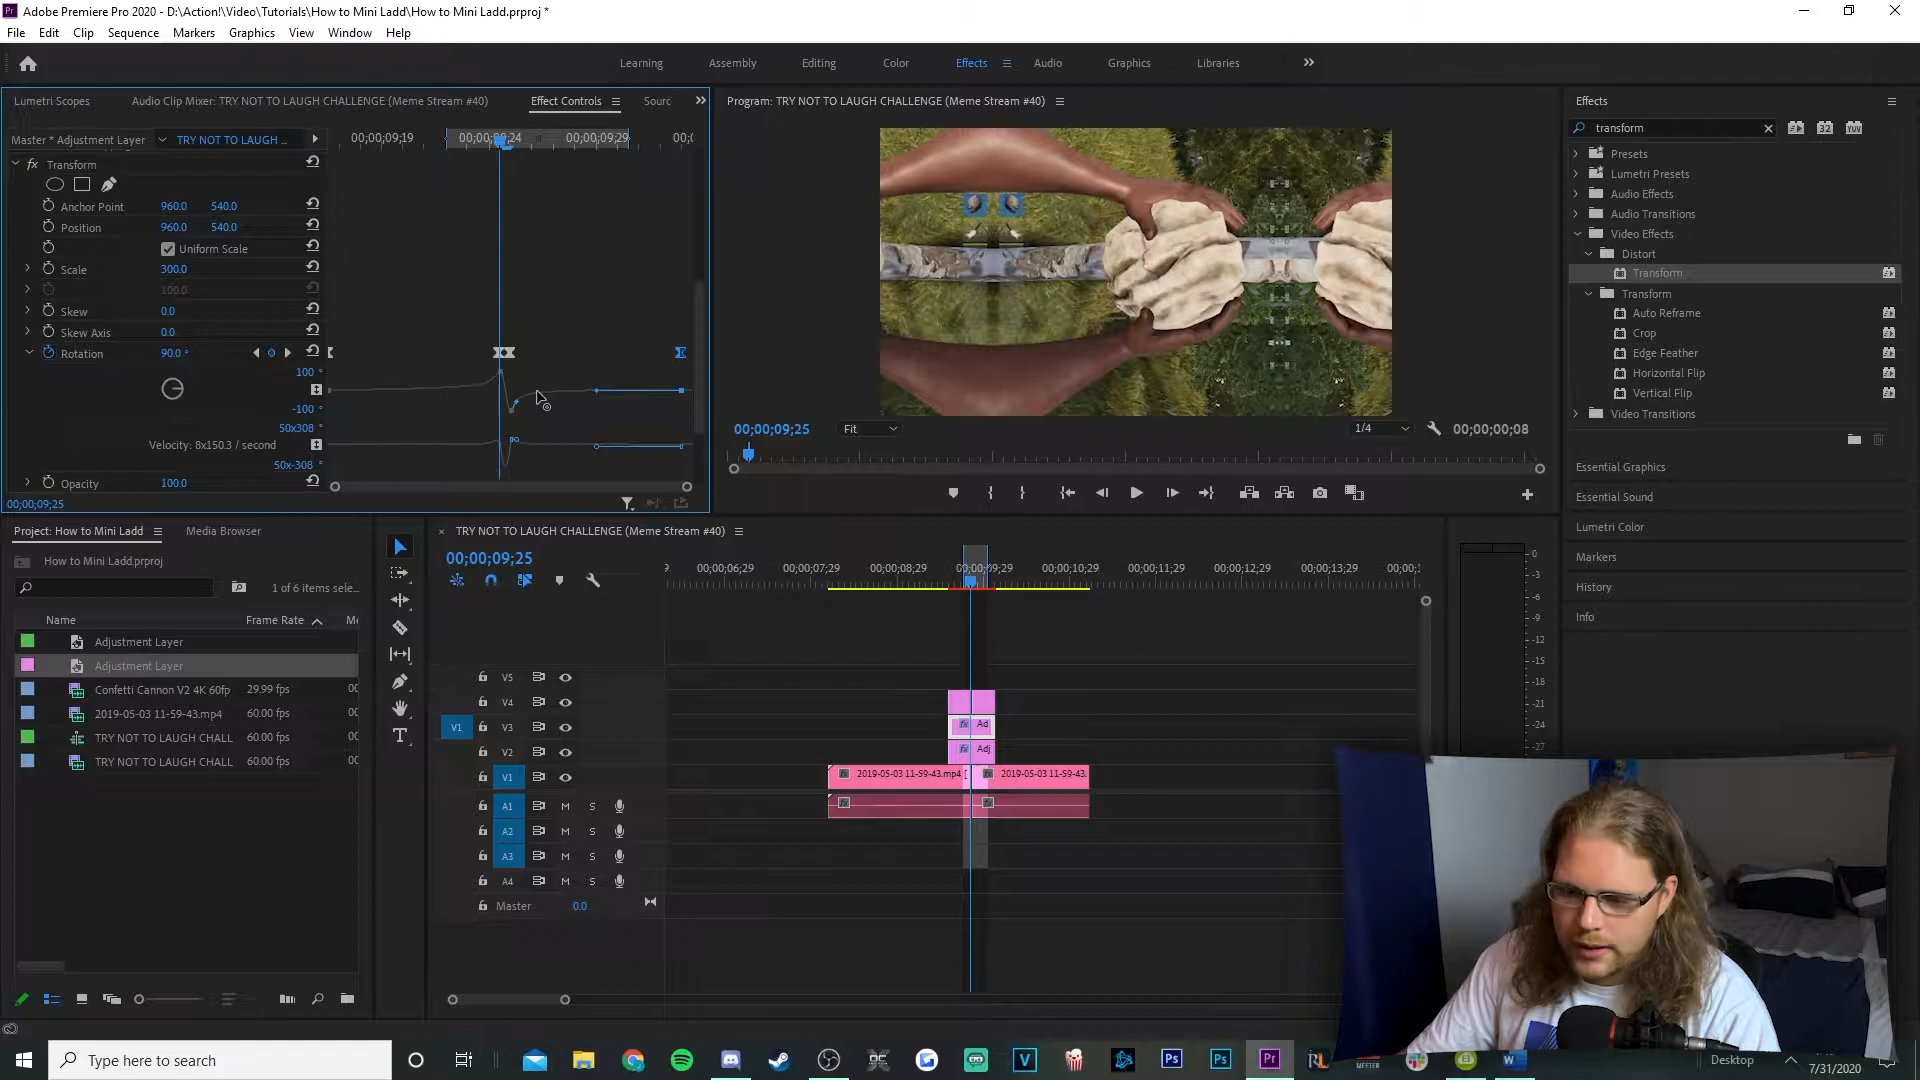 Adobe Premiere Pro 2020 - D:\Action!\Video\Tutorials\How to Mini Ladd\How to Mini Ladd.prproj *
File Edit Clip Sequence Markers Graphics View Window Help
Learning Assembly Editing Color Effects Audio Graphics Libraries
Lumetri Scopes Audio Clip Mixer: TRY NOT TO LAUGH CHALLENGE (Meme Stream #40) Effect Controls Sourc
Program: TRY NOT TO LAUGH CHALLENGE (Meme Stream #40)
Effects
transform
Master * Adjustment Layer TRY NOT TO LAUGH ...
00;00;09;19 00;00;09;24 00;00;09;29
fx Transform
Anchor Point 960.0 540.0
Position 960.0 540.0
Uniform Scale
Scale 300.0
100.0
Skew 0.0
Skew Axis 0.0
Rotation 90.0 °
100 °
-100 °
50x308 °
Velocity: 8x150.3 / second
50x-308 °
Opacity 100.0
00;00;09;25
00;00;09;25 Fit 1/4 00;00;00;08
Presets
Lumetri Presets
Audio Effects
Audio Transitions
Video Effects
Distort
Transform
Transform
Auto Reframe
Crop
Edge Feather
Horizontal Flip
Vertical Flip
Video Transitions
Essential Graphics
Essential Sound
Lumetri Color
Markers
History
Info
Project: How to Mini Ladd Media Browser
How to Mini Ladd.prproj
1 of 6 items sele...
Name Frame Rate
Adjustment Layer
Adjustment Layer
Confetti Cannon V2 4K 60fp 29.99 fps
2019-05-03 11-59-43.mp4 60.00 fps
TRY NOT TO LAUGH CHALL 60.00 fps
TRY NOT TO LAUGH CHALL 60.00 fps
TRY NOT TO LAUGH CHALLENGE (Meme Stream #40)
00;00;09;25
00;00;06;29 00;00;07;29 00;00;08;29 00;00;09;29 00;00;10;29 00;00;11;29 00;00;12;29 00;00;13;29
V5
V4
V1 V3 fx Ad
V2 fx Adj
V1 fx 2019-05-03 11-59-43.mp4 [ fx 2019-05-03 11-59-43.
A1 M S
A2 M S
A3 M S
A4 M S
Master 0.0
0
-3
-6
-9
-12
-15
-18
-21
-24
-27
Type here to search
Desktop
7/31/2020